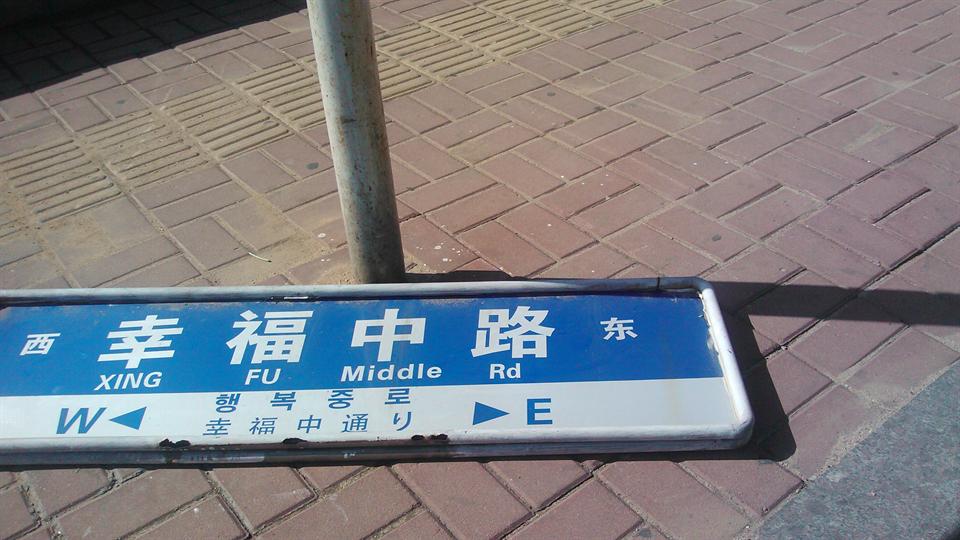 西 幸福中路 东
XING FU Middle Rd
행복중로
W ◀ 幸福中通り ▶ E